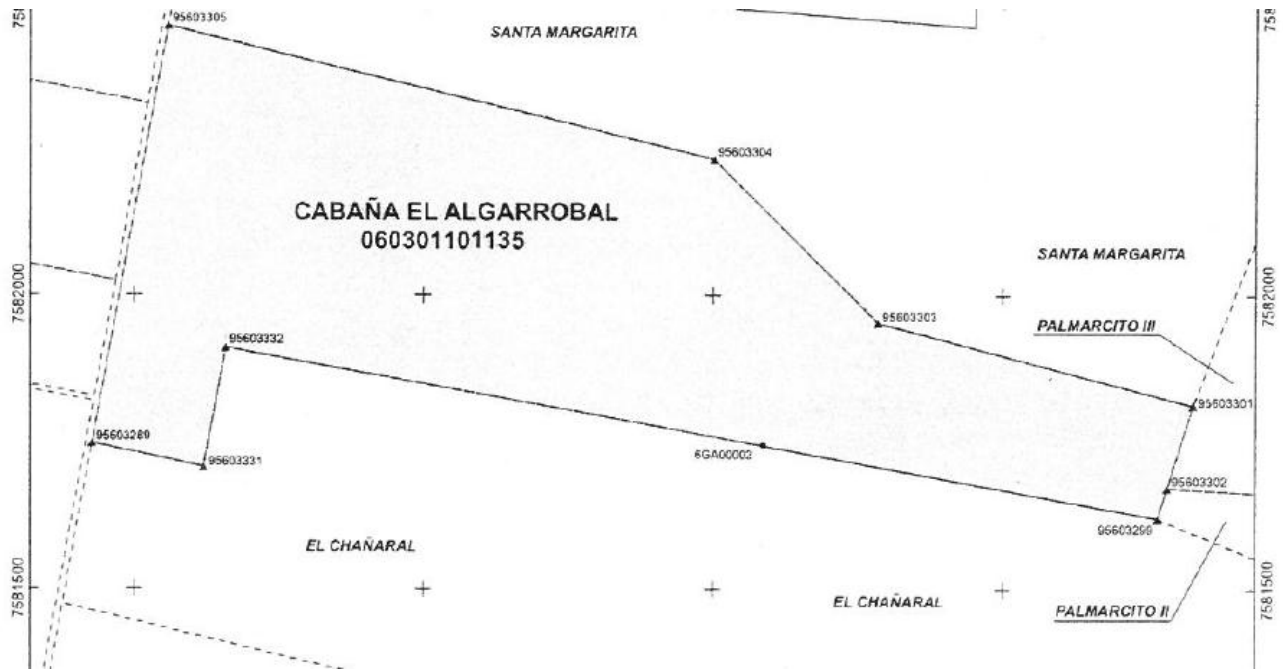 95603305
SANTA MARGARITA
95603304
CABAÑA EL ALGARROBAL
060301101135
SANTA MARGARITA
7582000
7582000
95603303
PALMARCITO III
95603332
95603301
95603289
95603331
6GA00002
95603302
95603299
EL CHAÑARAL
7581500
7581500
EL CHAÑARAL
PALMARCITO II